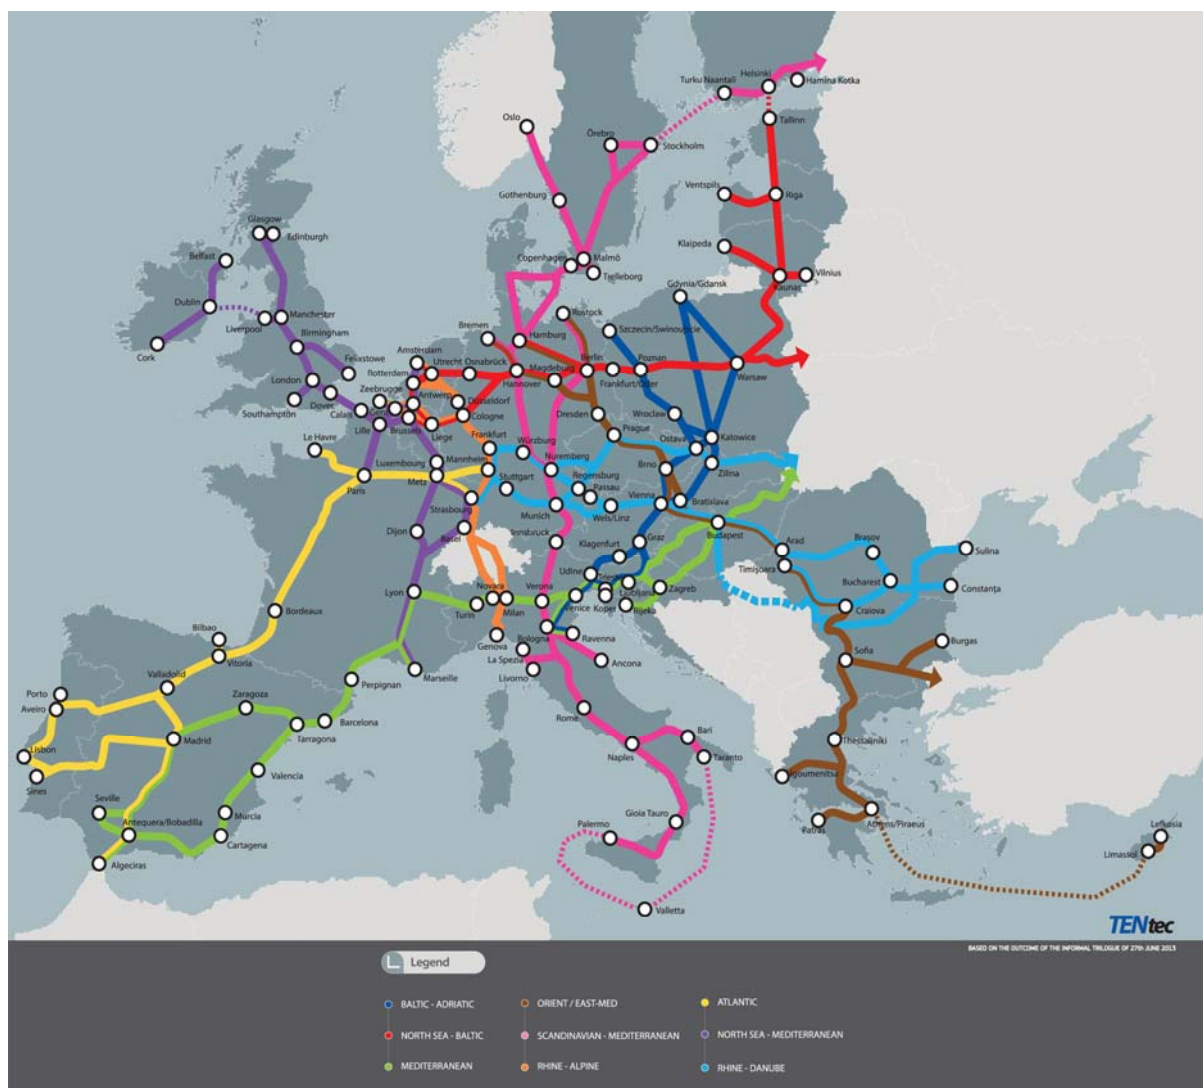 Helsinki
Turku Naantali
Hamina Kotka
Oslo
Tallinn
Örebro
Stockholm
Ventspils
Riga
Gothenburg
Glasgow
Edinburgh
Klaipeda
Belfast
Copenhagen
Malmö
Trelleborg
Kaunas
Vilnius
Gdynia/Gdansk
Dublin
Liverpool
Manchester
Rostock
Cork
Birmingham
Bremen
Hamburg
Szczecin/Swinoujscie
Felixstowe
Amsterdam
Utrecht
Osnabrück
Magdeburg
Berlin
Poznan
Warsaw
London
Rotterdam
Hannover
Frankfurt/Oder
Zeebrugge
Southampton
Dover
Calais
Antwerp
Düsseldorf
Dresden
Wroclaw
Cologne
Lille
Brussels
Liège
Prague
Katowice
Le Havre
Frankfurt
Würzburg
Ostava
Luxembourg
Mannheim
Nuremberg
Brno
Zilina
Paris
Metz
Stuttgart
Regensburg
Passau
Strasbourg
Vienna
Bratislava
Munich
Wels/Linz
Budapest
Dijon
Basel
Innsbruck
Klagenfurt
Graz
Arad
Brașov
Sulina
Udine
Timișoara
Bucharest
Constanța
Lyon
Novara
Verona
Trieste
Ljubljana
Zagreb
Turin
Milan
Venice
Koper
Rijeka
Craiova
Bordeaux
Bilbao
Genova
Bologna
Ravenna
Burgas
Vitoria
La Spezia
Ancona
Sofia
Valladolid
Marseille
Livorno
Porto
Zaragoza
Perpignan
Aveiro
Rome
Barcelona
Madrid
Tarragona
Bari
Thessaliniki
Lisbon
Naples
Taranto
Sines
Valencia
Igoumenitsa
Seville
Murcia
Gioia Tauro
Palermo
Antequera/Bobadilla
Cartagena
Patras
Athens/Piraeus
Lefkosia
Limassol
Algeciras
Valletta
TENtec
BASED ON THE OUTCOME OF THE INFORMAL TRILOGUE OF 27th JUNE 2013
Legend
BALTIC - ADRIATIC
ORIENT / EAST-MED
ATLANTIC
NORTH SEA - BALTIC
SCANDINAVIAN - MEDITERRANEAN
NORTH SEA - MEDITERRANEAN
MEDITERRANEAN
RHINE - ALPINE
RHINE - DANUBE